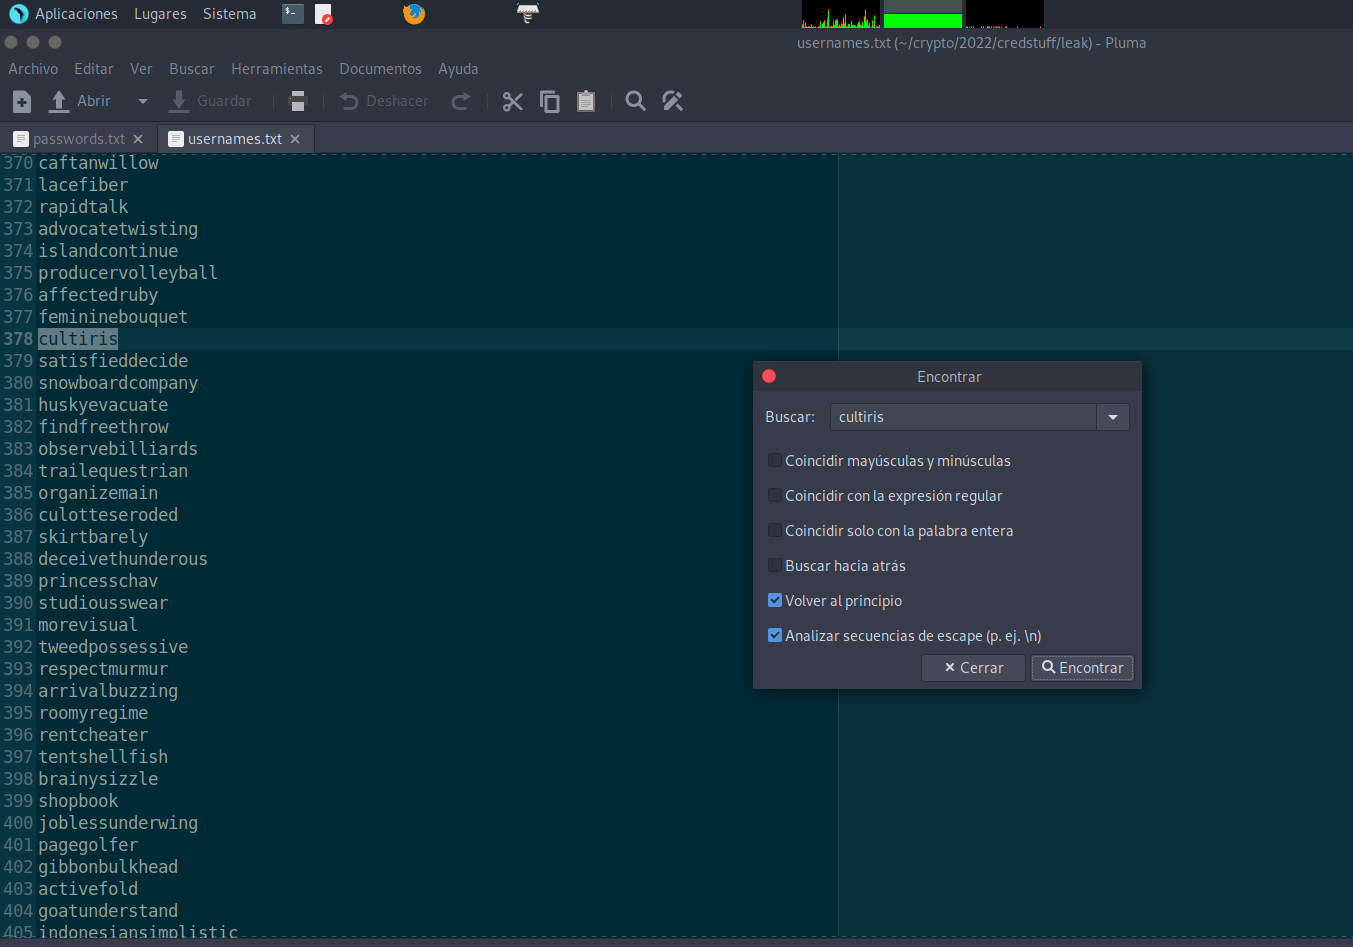 Aplicaciones Lugares Sistema
usernames.txt (~/crypto/2022/credstuff/leak) - Pluma
Archivo Editar Ver Buscar Herramientas Documentos Ayuda
Abrir Guardar Deshacer
passwords.txt usernames.txt
370 caftanwillow
371 lacefiber
372 rapidtalk
373 advocatetwisting
374 islandcontinue
375 producervolleyball
376 affectedruby
377 femininebouquet
378 cultiris
379 satisfieddecide
380 snowboardcompany
381 huskyevacuate
382 findfreethrow
383 observebilliards
384 trailequestrian
385 organizemain
386 culotteseroded
387 skirtbarely
388 deceivethunderous
389 princesschav
390 studiousswear
391 morevisual
392 tweedpossessive
393 respectmurmur
394 arrivalbuzzing
395 roomyregime
396 rentcheater
397 tentshellfish
398 brainysizzle
399 shopbook
400 joblessunderwing
401 pagegolfer
402 gibbonbulkhead
403 activefold
404 goatunderstand
405 indonesiansimplistic
Encontrar
Buscar: cultiris
Coincidir mayúsculas y minúsculas
Coincidir con la expresión regular
Coincidir solo con la palabra entera
Buscar hacia atrás
Volver al principio
Analizar secuencias de escape (p. ej. \n)
Cerrar Encontrar